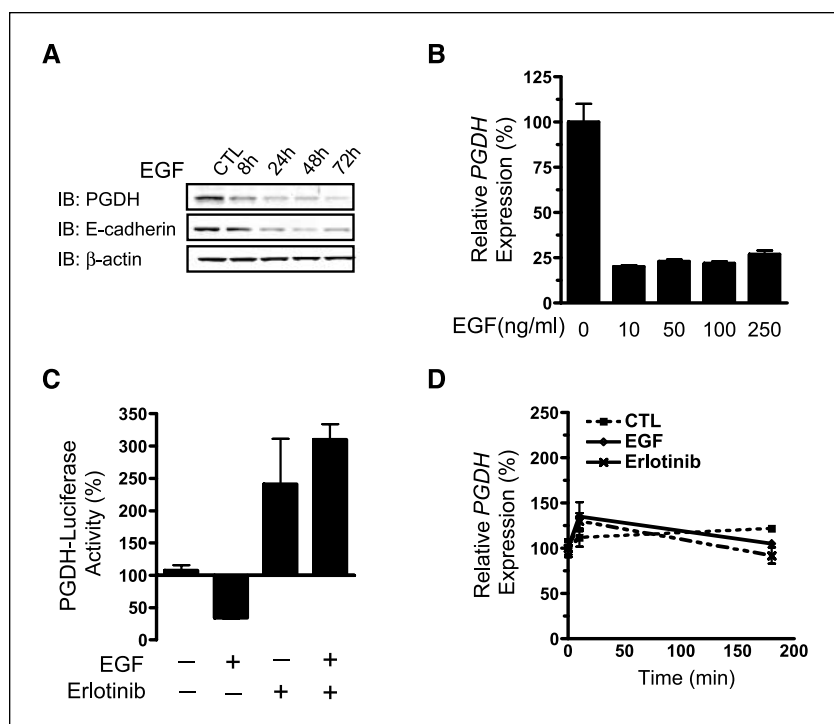 A
EGF CTL 8h 24h 48h 72h
IB: PGDH
IB: E-cadherin
IB: β-actin
B
Relative PGDH
Expression (%)
125
100
75
50
25
0
EGF(ng/ml) 0 10 50 100 250
C
PGDH-Luciferase
Activity (%)
350
300
250
200
150
100
50
0
EGF – + – +
Erlotinib – – + +
D
CTL
EGF
Erlotinib
Relative PGDH
Expression (%)
250
200
150
100
50
0
0 50 100 150 200
Time (min)